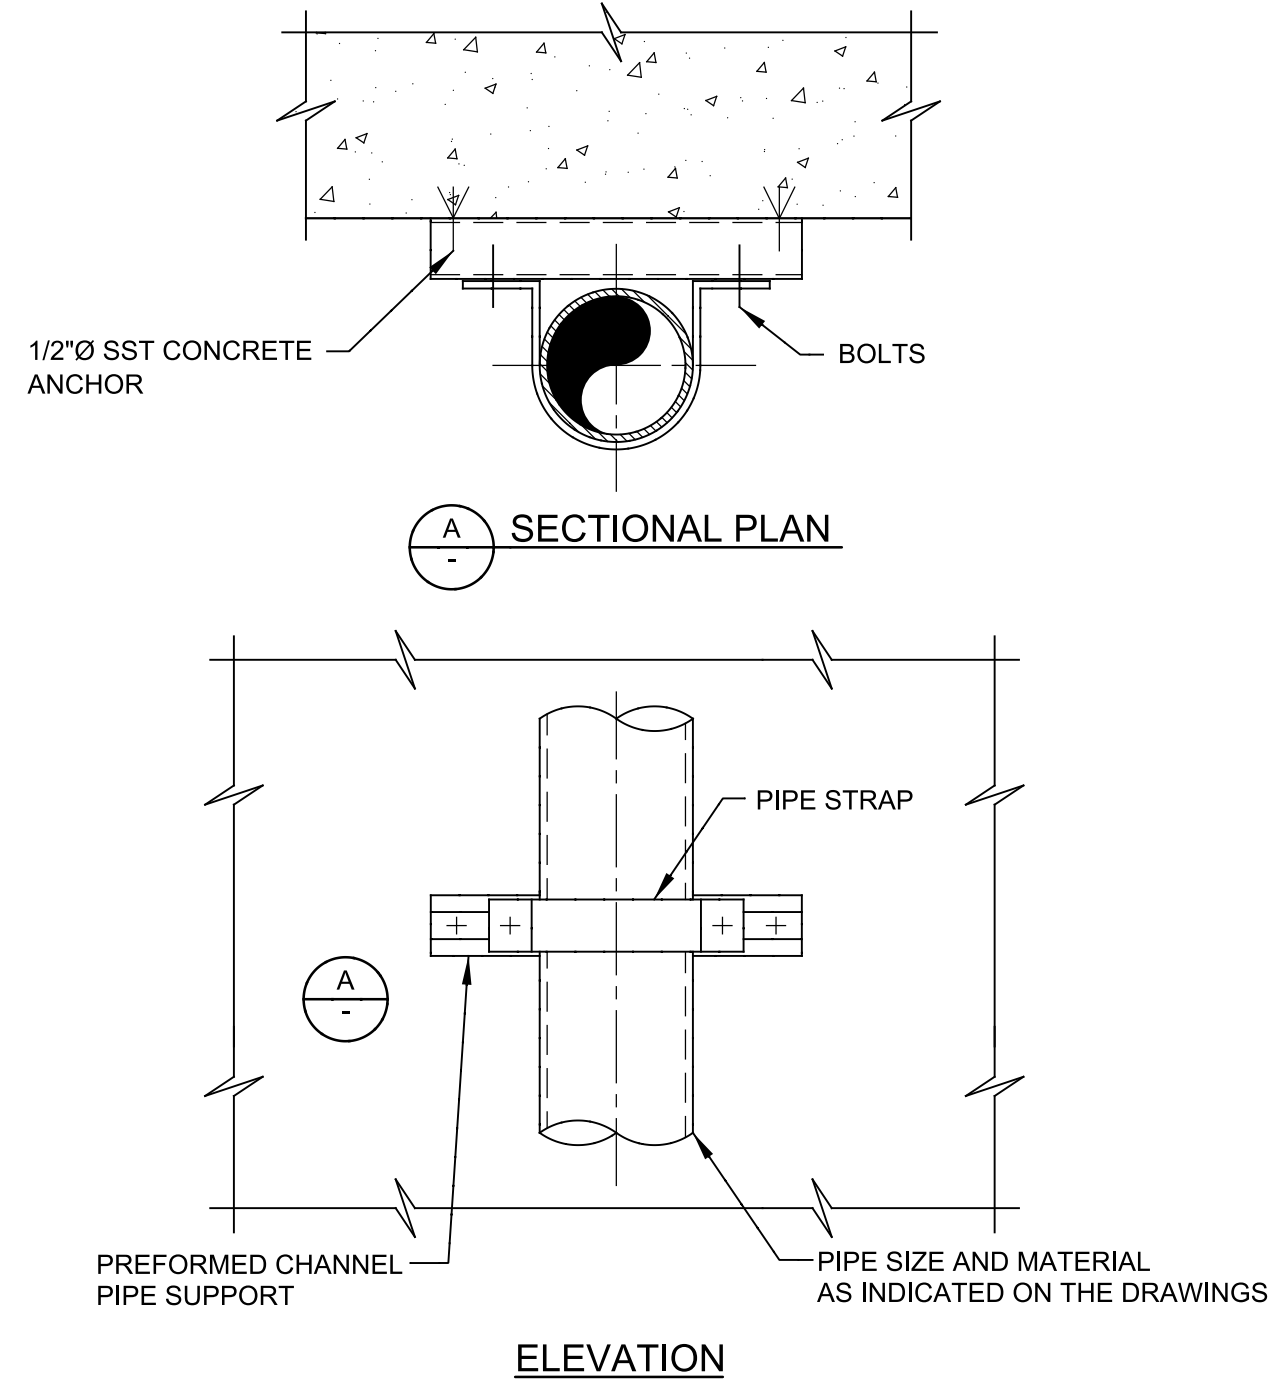 1/2"Ø SST CONCRETE
ANCHOR
BOLTS
A
-
SECTIONAL PLAN
PIPE STRAP
A
-
PREFORMED CHANNEL
PIPE SUPPORT
PIPE SIZE AND MATERIAL
AS INDICATED ON THE DRAWINGS
ELEVATION